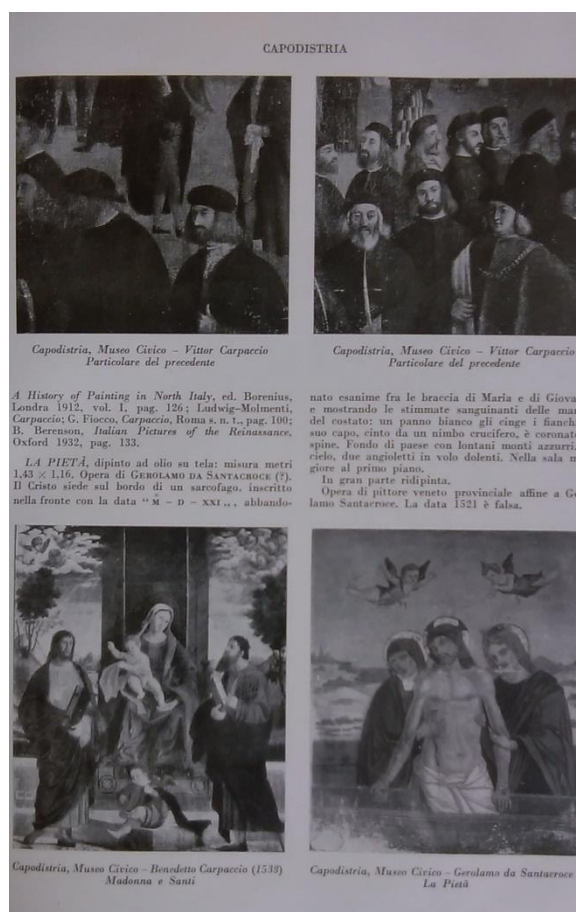 CAPODISTRIA
Capodistria, Museo Civico – Vittor Carpaccio
Particolare del precedente
Capodistria, Museo Civico – Vittor Carpaccio
Particolare del precedente
A History of Painting in North Italy, ed. Borenius,
Londra 1912, vol. I, pag. 126; Ludwig-Molmenti,
Carpaccio; G. Fiocco, Carpaccio, Roma s. n. t., pag. 100;
B. Berenson, Italian Pictures of the Reinassance,
Oxford 1932, pag. 133.
LA PIETÀ, dipinto ad olio su tela: misura metri
1,43 × 1,16. Opera di GEROLAMO DA SANTACROCE (?).
Il Cristo siede sul bordo di un sarcofago, inscritto
nella fronte con la data “ M – D – XXI „, abbando-
nato esanime fra le braccia di Maria e di Giova
e mostrando le stimmate sanguinanti delle man
del costato: un panno bianco gli cinge i fianch
suo capo, cinto da un nimbo crucifero, è coronat
spine. Fondo di paese con lontani monti azzurri,
cielo, due angioletti in volo dolenti. Nella sala m
giore al primo piano.
In gran parte ridipinta.
Opera di pittore veneto provinciale affine a Ge
lamo Santacroce. La data 1521 è falsa.
Capodistria, Museo Civico – Benedetto Carpaccio (1538)
Madonna e Santi
Capodistria, Museo Civico – Gerolamo da Santacroce
La Pietà